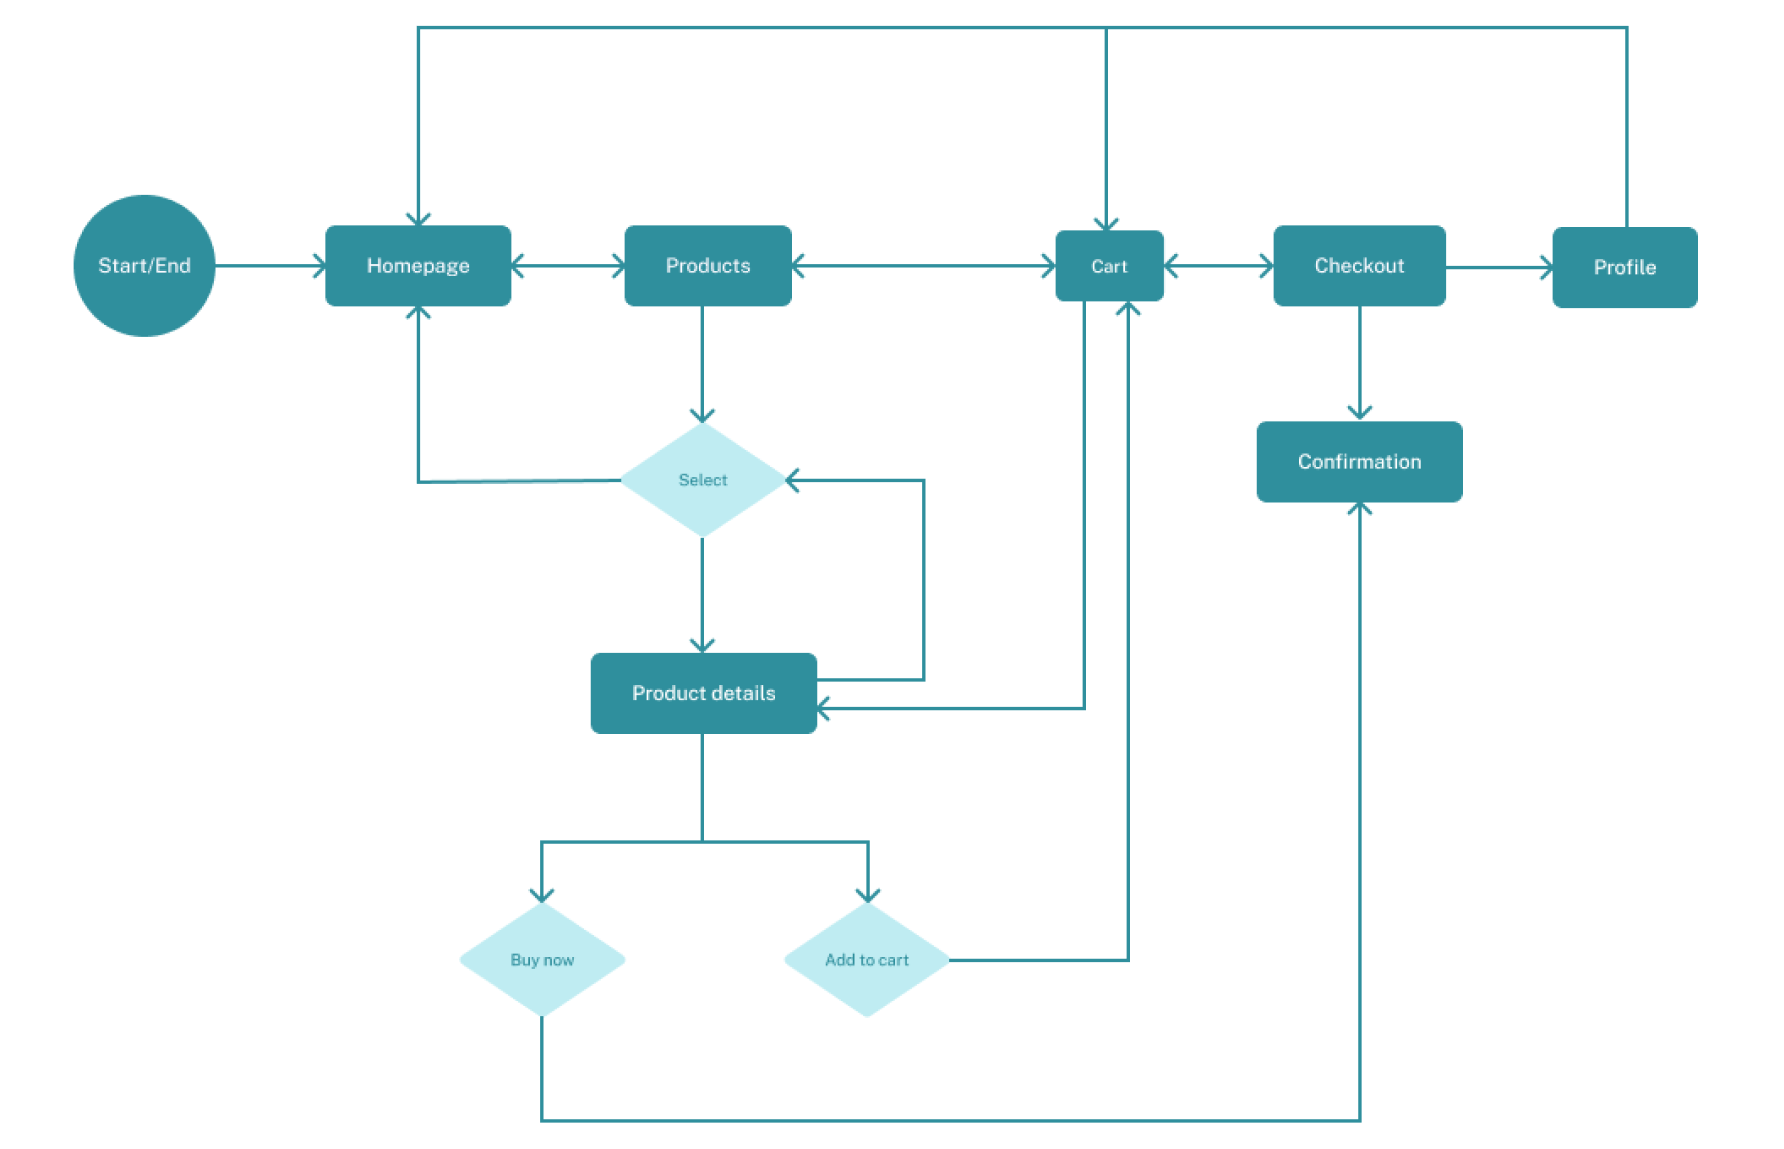 Start/End
Homepage
Products
Cart
Checkout
Profile
Confirmation
Select
Product details
Buy now
Add to cart